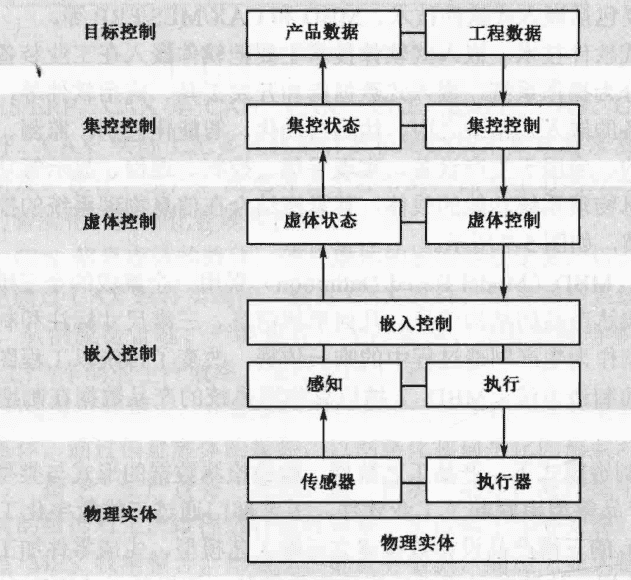 目标控制 产品数据 工程数据
集控控制 集控状态 集控控制
虚体控制 虚体状态 虚体控制
嵌入控制
嵌入控制
感知 执行
传感器 执行器
物理实体
物理实体